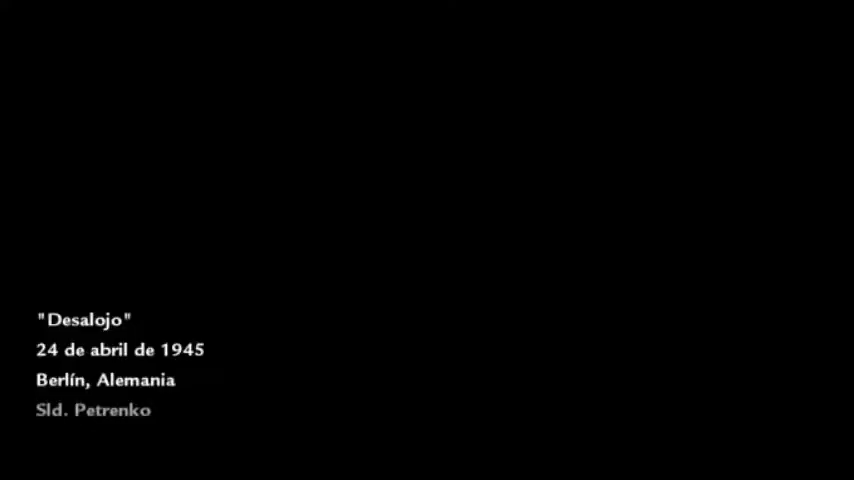 "Desalojo"
24 de abril de 1945
Berlín, Alemania
Sld. Petrenko